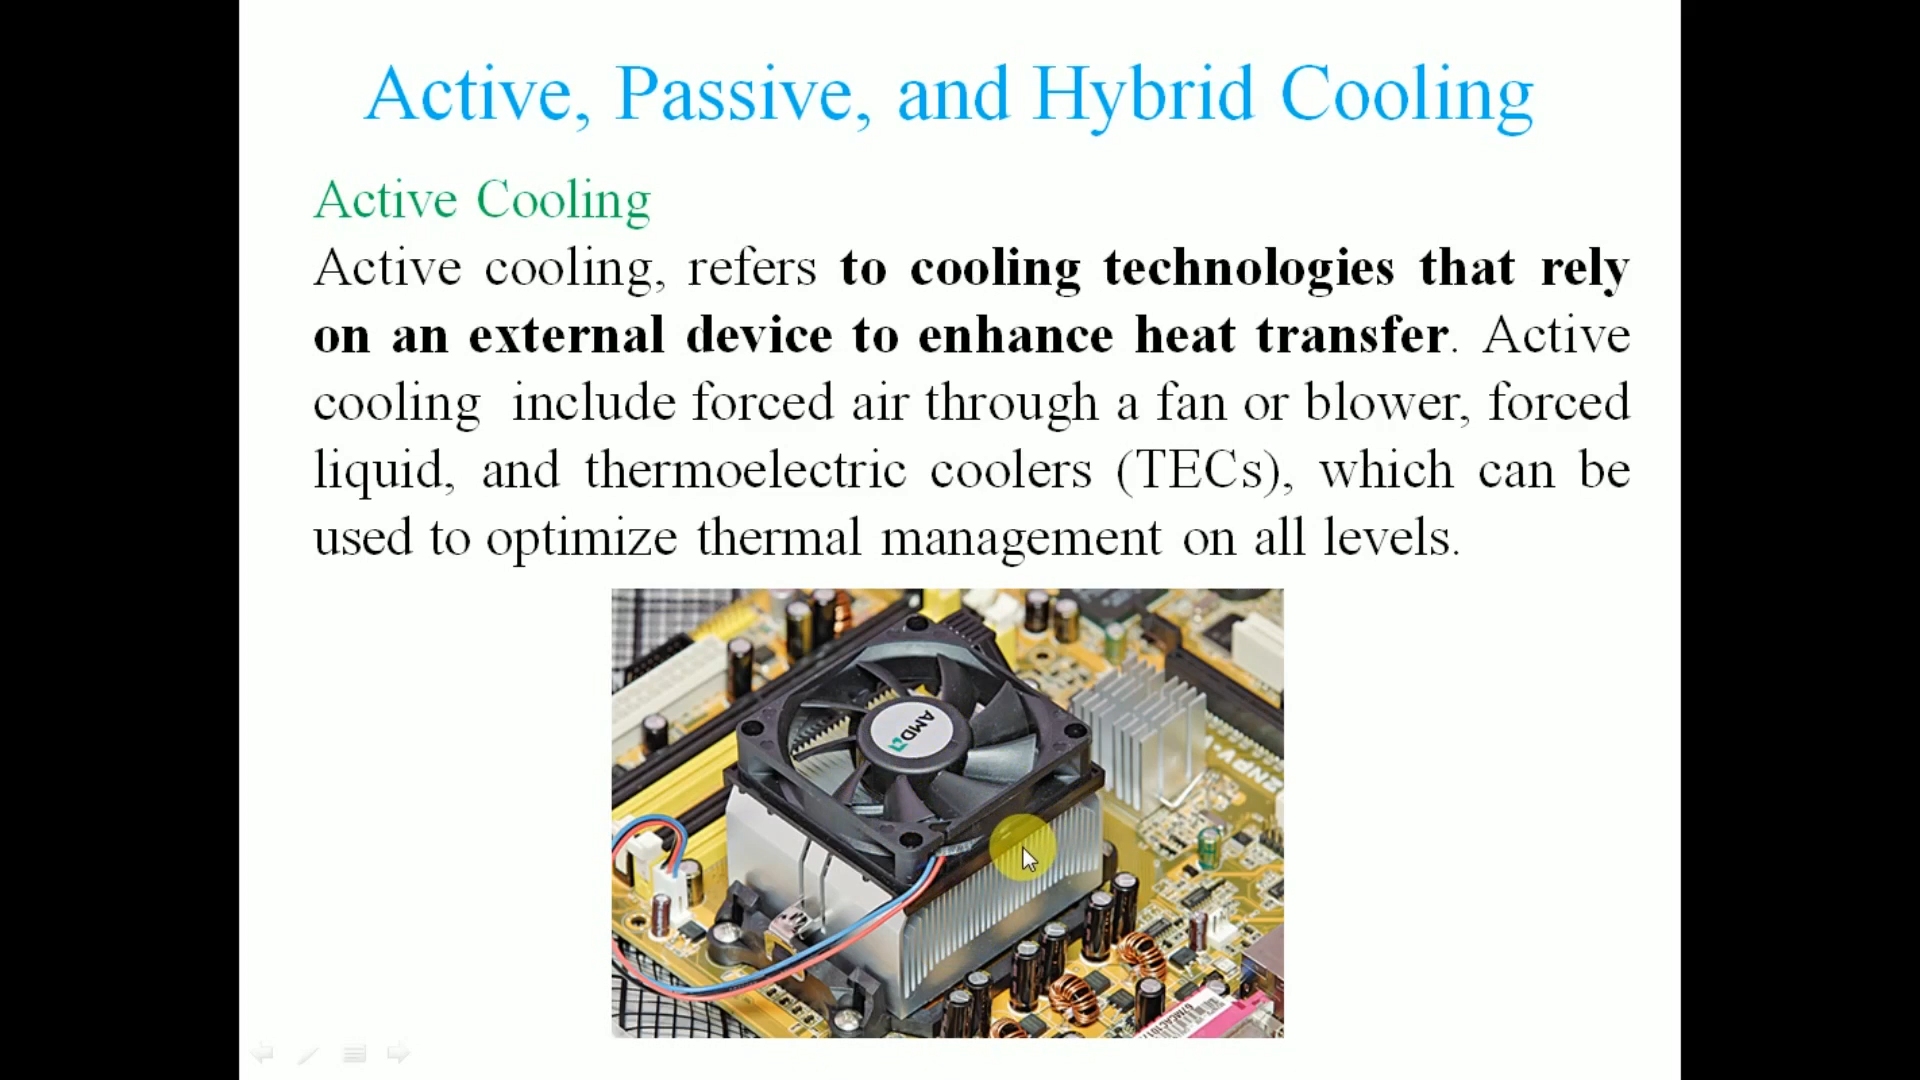 Active, Passive, and Hybrid Cooling
Active Cooling
Active cooling, refers to cooling technologies that rely
on an external device to enhance heat transfer. Active
cooling include forced air through a fan or blower, forced
liquid, and thermoelectric coolers (TECs), which can be
used to optimize thermal management on all levels.
AMD